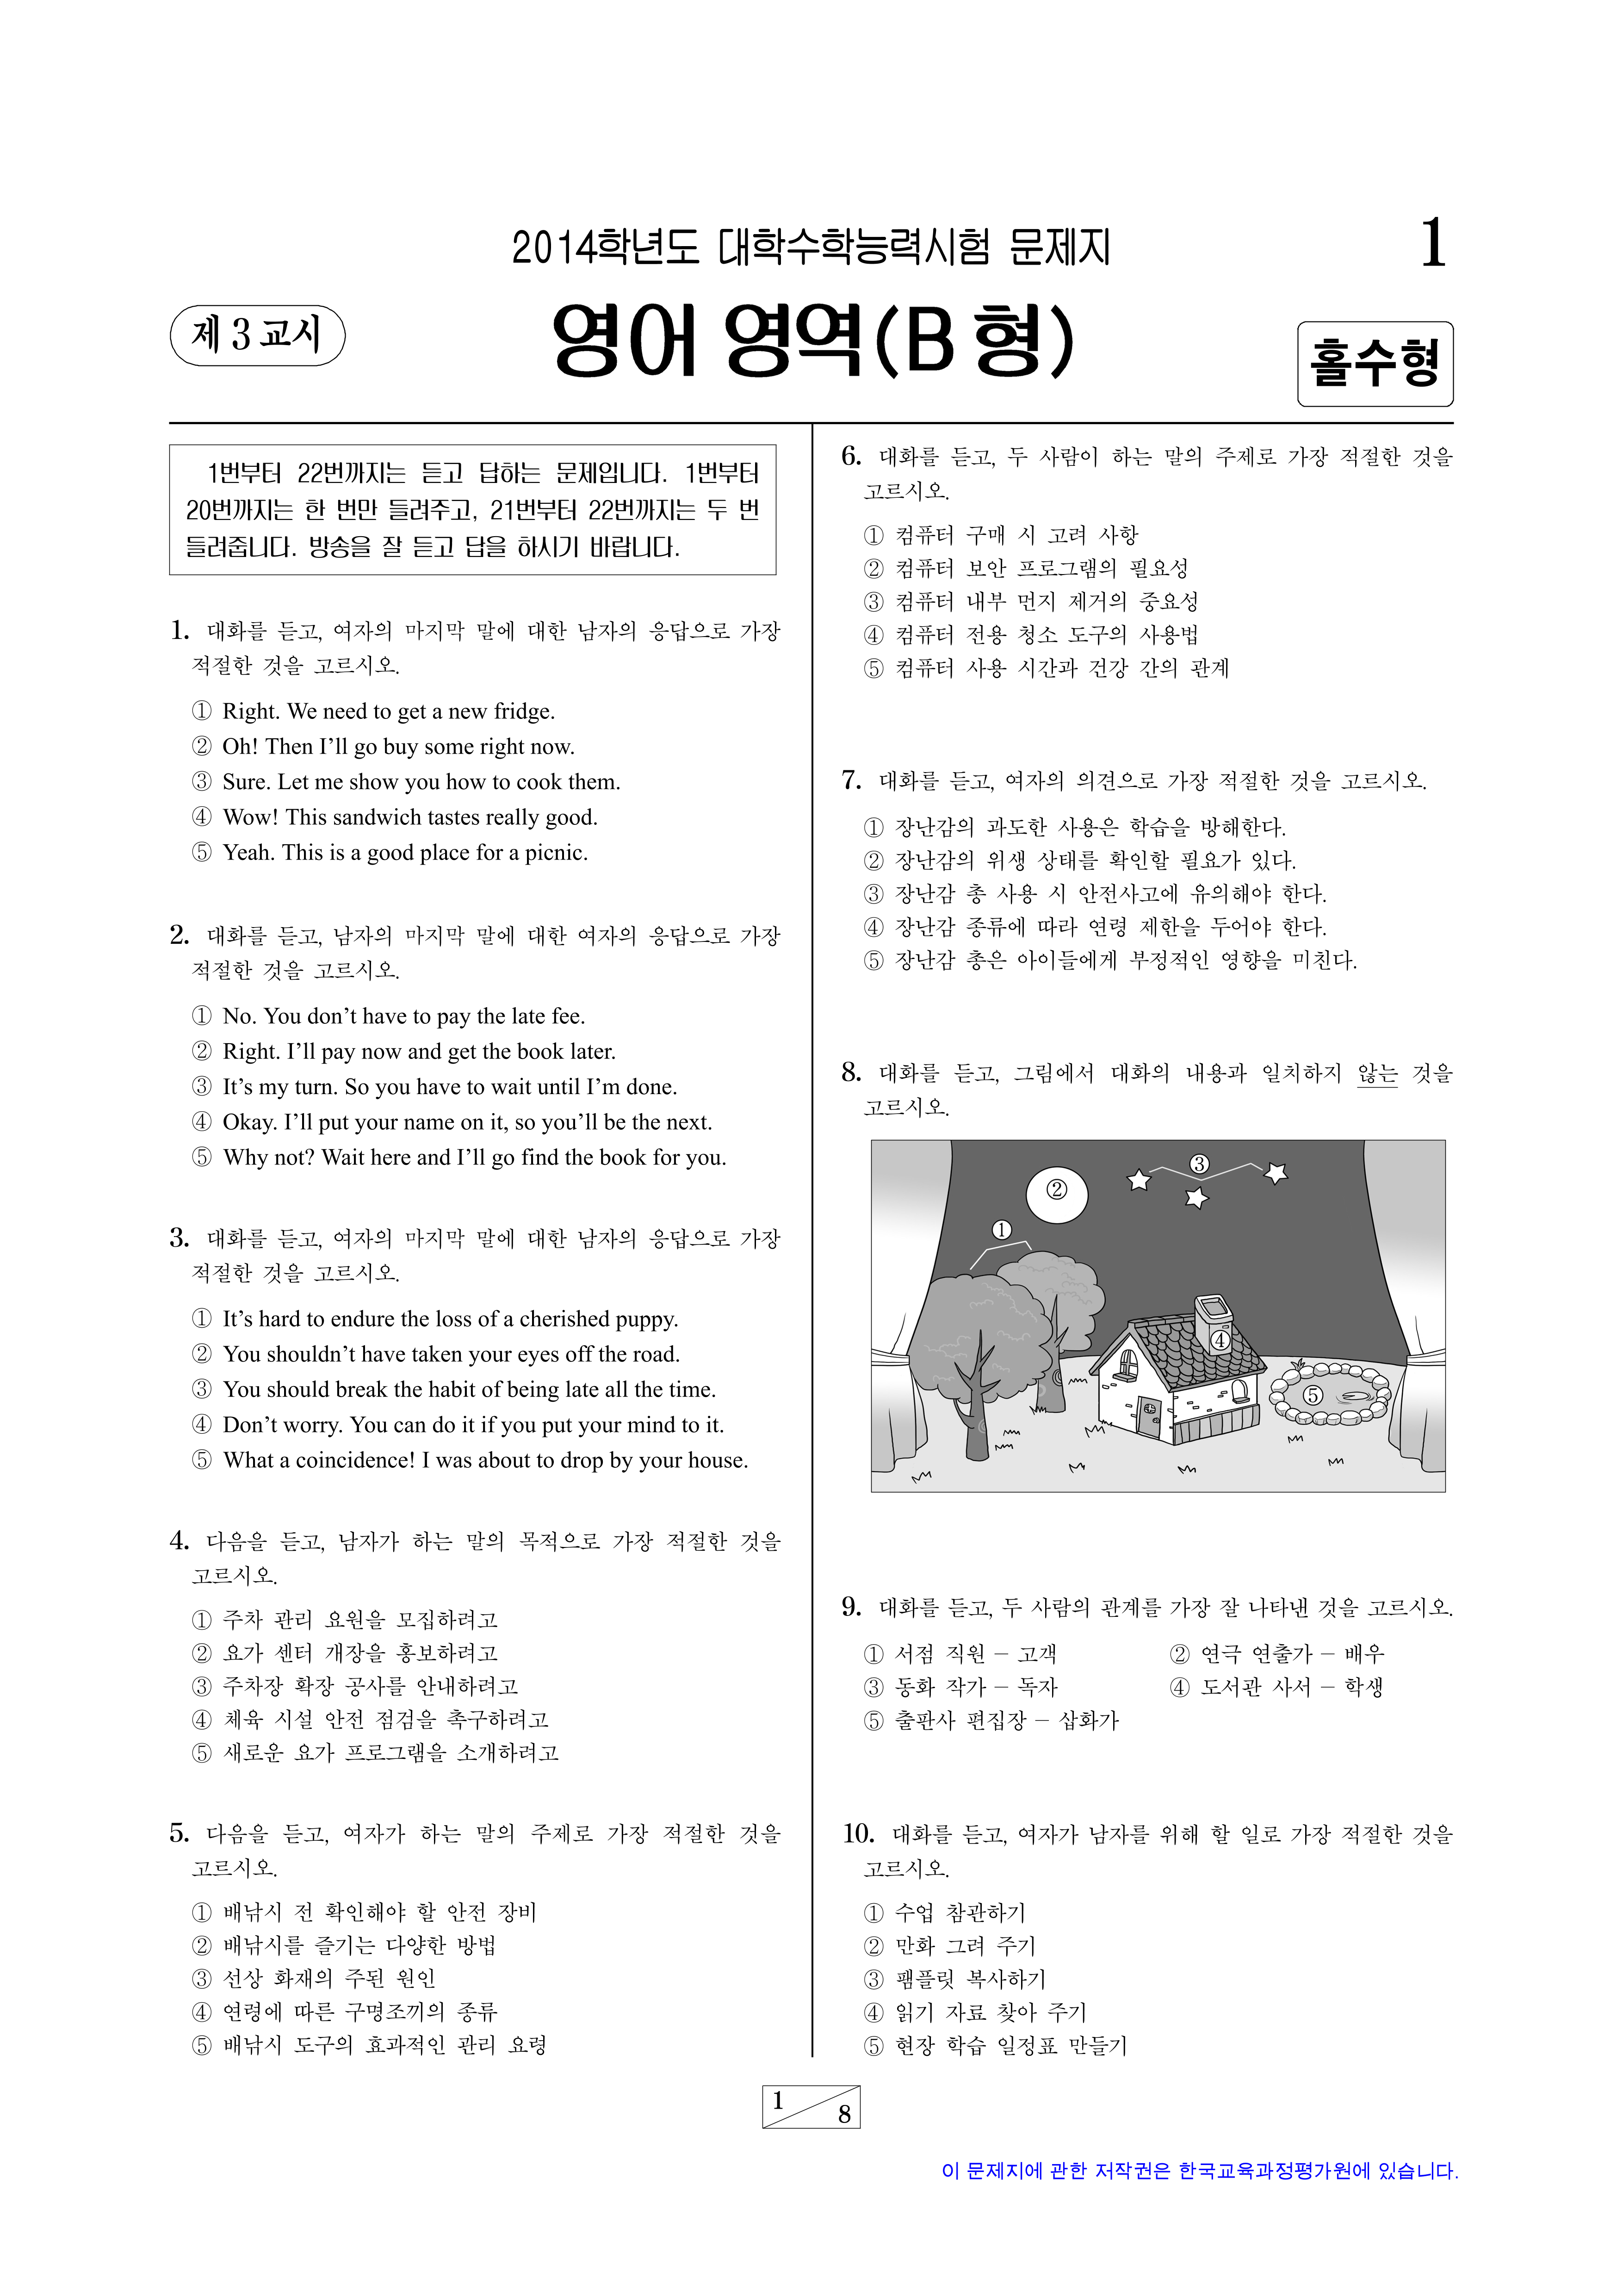 2014학년도 대학수학능력시험 문제지
1
제 3 교시
영어 영역(B 형)
홀수형
1번부터 22번까지는 듣고 답하는 문제입니다. 1번부터
20번까지는 한 번만 들려주고, 21번부터 22번까지는 두 번
들려줍니다. 방송을 잘 듣고 답을 하시기 바랍니다.
1. 대화를 듣고, 여자의 마지막 말에 대한 남자의 응답으로 가장
적절한 것을 고르시오.
① Right. We need to get a new fridge.
② Oh! Then I’ll go buy some right now.
③ Sure. Let me show you how to cook them.
④ Wow! This sandwich tastes really good.
⑤ Yeah. This is a good place for a picnic.
2. 대화를 듣고, 남자의 마지막 말에 대한 여자의 응답으로 가장
적절한 것을 고르시오.
① No. You don’t have to pay the late fee.
② Right. I’ll pay now and get the book later.
③ It’s my turn. So you have to wait until I’m done.
④ Okay. I’ll put your name on it, so you’ll be the next.
⑤ Why not? Wait here and I’ll go find the book for you.
3. 대화를 듣고, 여자의 마지막 말에 대한 남자의 응답으로 가장
적절한 것을 고르시오.
① It’s hard to endure the loss of a cherished puppy.
② You shouldn’t have taken your eyes off the road.
③ You should break the habit of being late all the time.
④ Don’t worry. You can do it if you put your mind to it.
⑤ What a coincidence! I was about to drop by your house.
4. 다음을 듣고, 남자가 하는 말의 목적으로 가장 적절한 것을
고르시오.
① 주차 관리 요원을 모집하려고
② 요가 센터 개장을 홍보하려고
③ 주차장 확장 공사를 안내하려고
④ 체육 시설 안전 점검을 촉구하려고
⑤ 새로운 요가 프로그램을 소개하려고
5. 다음을 듣고, 여자가 하는 말의 주제로 가장 적절한 것을
고르시오.
① 배낚시 전 확인해야 할 안전 장비
② 배낚시를 즐기는 다양한 방법
③ 선상 화재의 주된 원인
④ 연령에 따른 구명조끼의 종류
⑤ 배낚시 도구의 효과적인 관리 요령
6. 대화를 듣고, 두 사람이 하는 말의 주제로 가장 적절한 것을
고르시오.
① 컴퓨터 구매 시 고려 사항
② 컴퓨터 보안 프로그램의 필요성
③ 컴퓨터 내부 먼지 제거의 중요성
④ 컴퓨터 전용 청소 도구의 사용법
⑤ 컴퓨터 사용 시간과 건강 간의 관계
7. 대화를 듣고, 여자의 의견으로 가장 적절한 것을 고르시오.
① 장난감의 과도한 사용은 학습을 방해한다.
② 장난감의 위생 상태를 확인할 필요가 있다.
③ 장난감 총 사용 시 안전사고에 유의해야 한다.
④ 장난감 종류에 따라 연령 제한을 두어야 한다.
⑤ 장난감 총은 아이들에게 부정적인 영향을 미친다.
8. 대화를 듣고, 그림에서 대화의 내용과 일치하지 않는 것을
고르시오.
③
②
①
④
⑤
9. 대화를 듣고, 두 사람의 관계를 가장 잘 나타낸 것을 고르시오.
① 서점 직원 – 고객 ② 연극 연출가 – 배우
③ 동화 작가 – 독자 ④ 도서관 사서 – 학생
⑤ 출판사 편집장 – 삽화가
10. 대화를 듣고, 여자가 남자를 위해 할 일로 가장 적절한 것을
고르시오.
① 수업 참관하기
② 만화 그려 주기
③ 팸플릿 복사하기
④ 읽기 자료 찾아 주기
⑤ 현장 학습 일정표 만들기
1
8
이 문제지에 관한 저작권은 한국교육과정평가원에 있습니다.